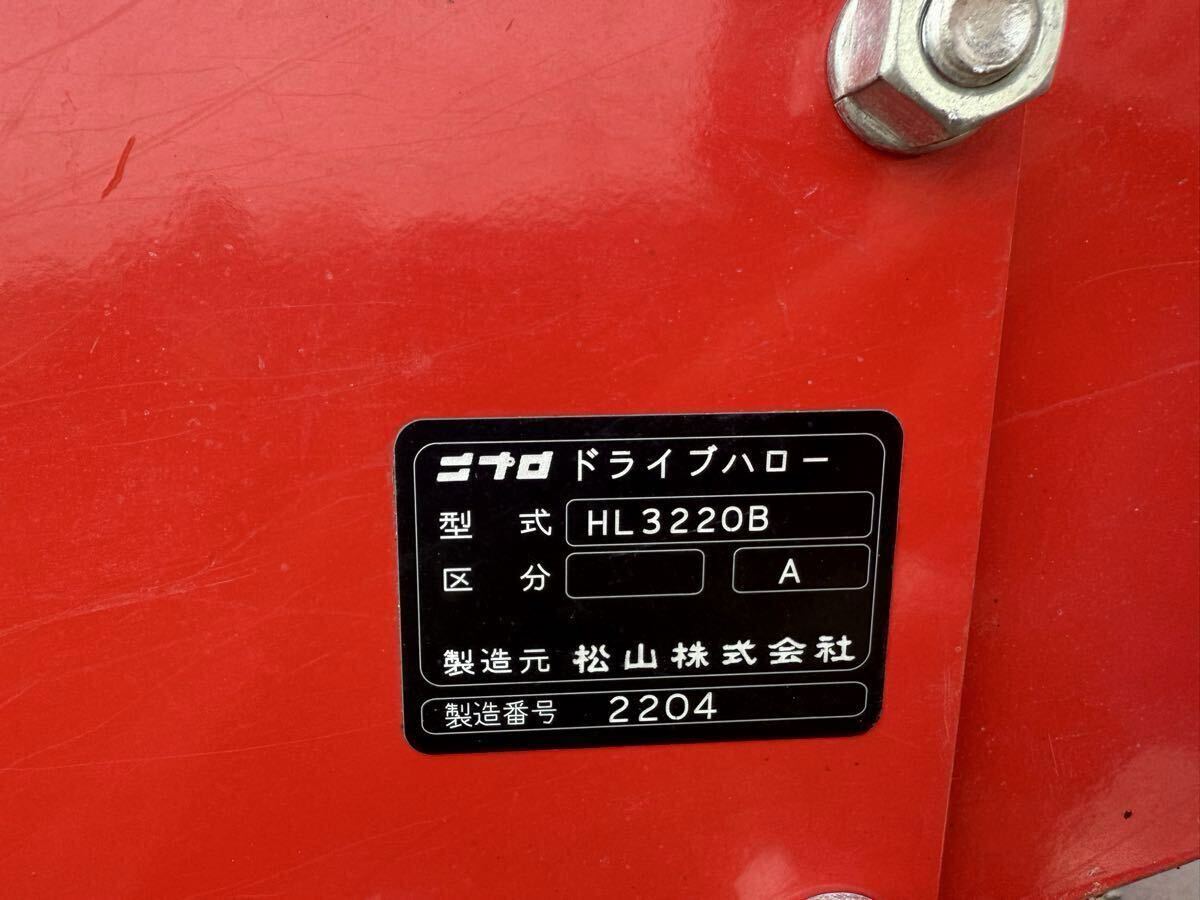 ニプロ ドライブハロー
型式 HL3220B
区分 A
製造元 松山株式会社
製造番号 2204